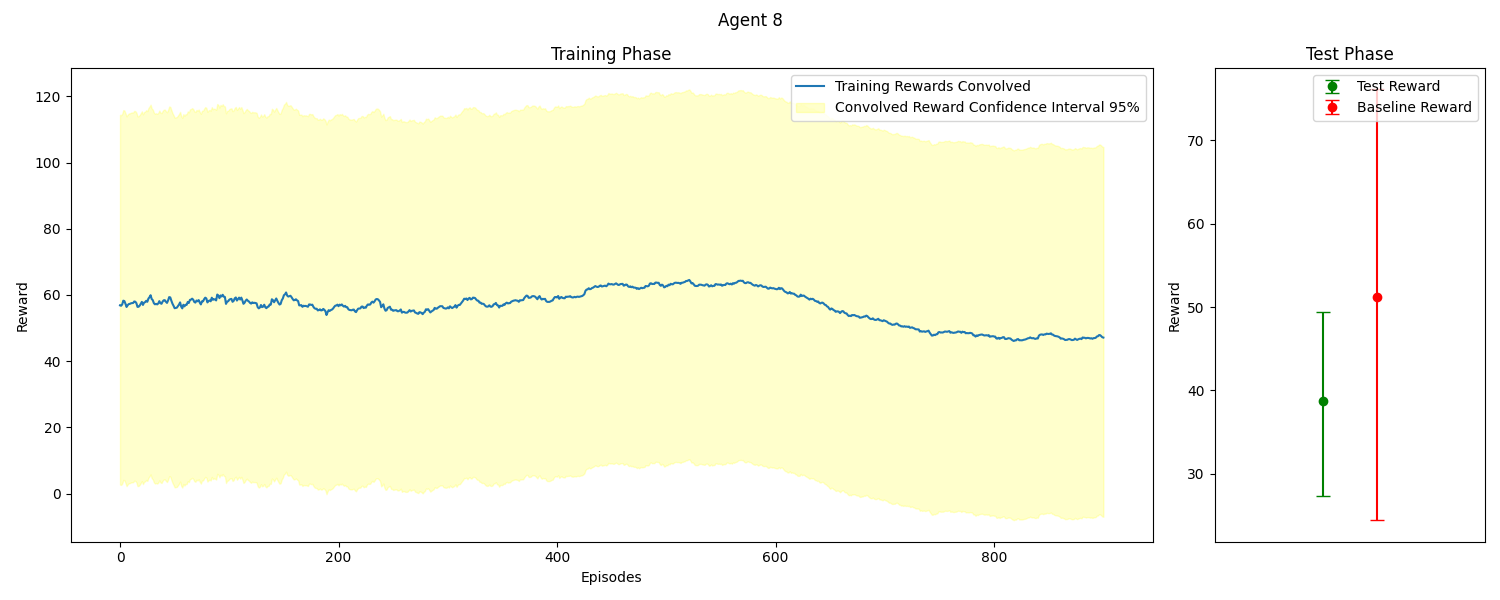 Agent 8
Training Phase
Training Rewards Convolved
Convolved Reward Confidence Interval 95%
Reward
120
100
80
60
40
20
0
0 200 400 600 800
Episodes
Test Phase
Test Reward
Baseline Reward
Reward
70
60
50
40
30